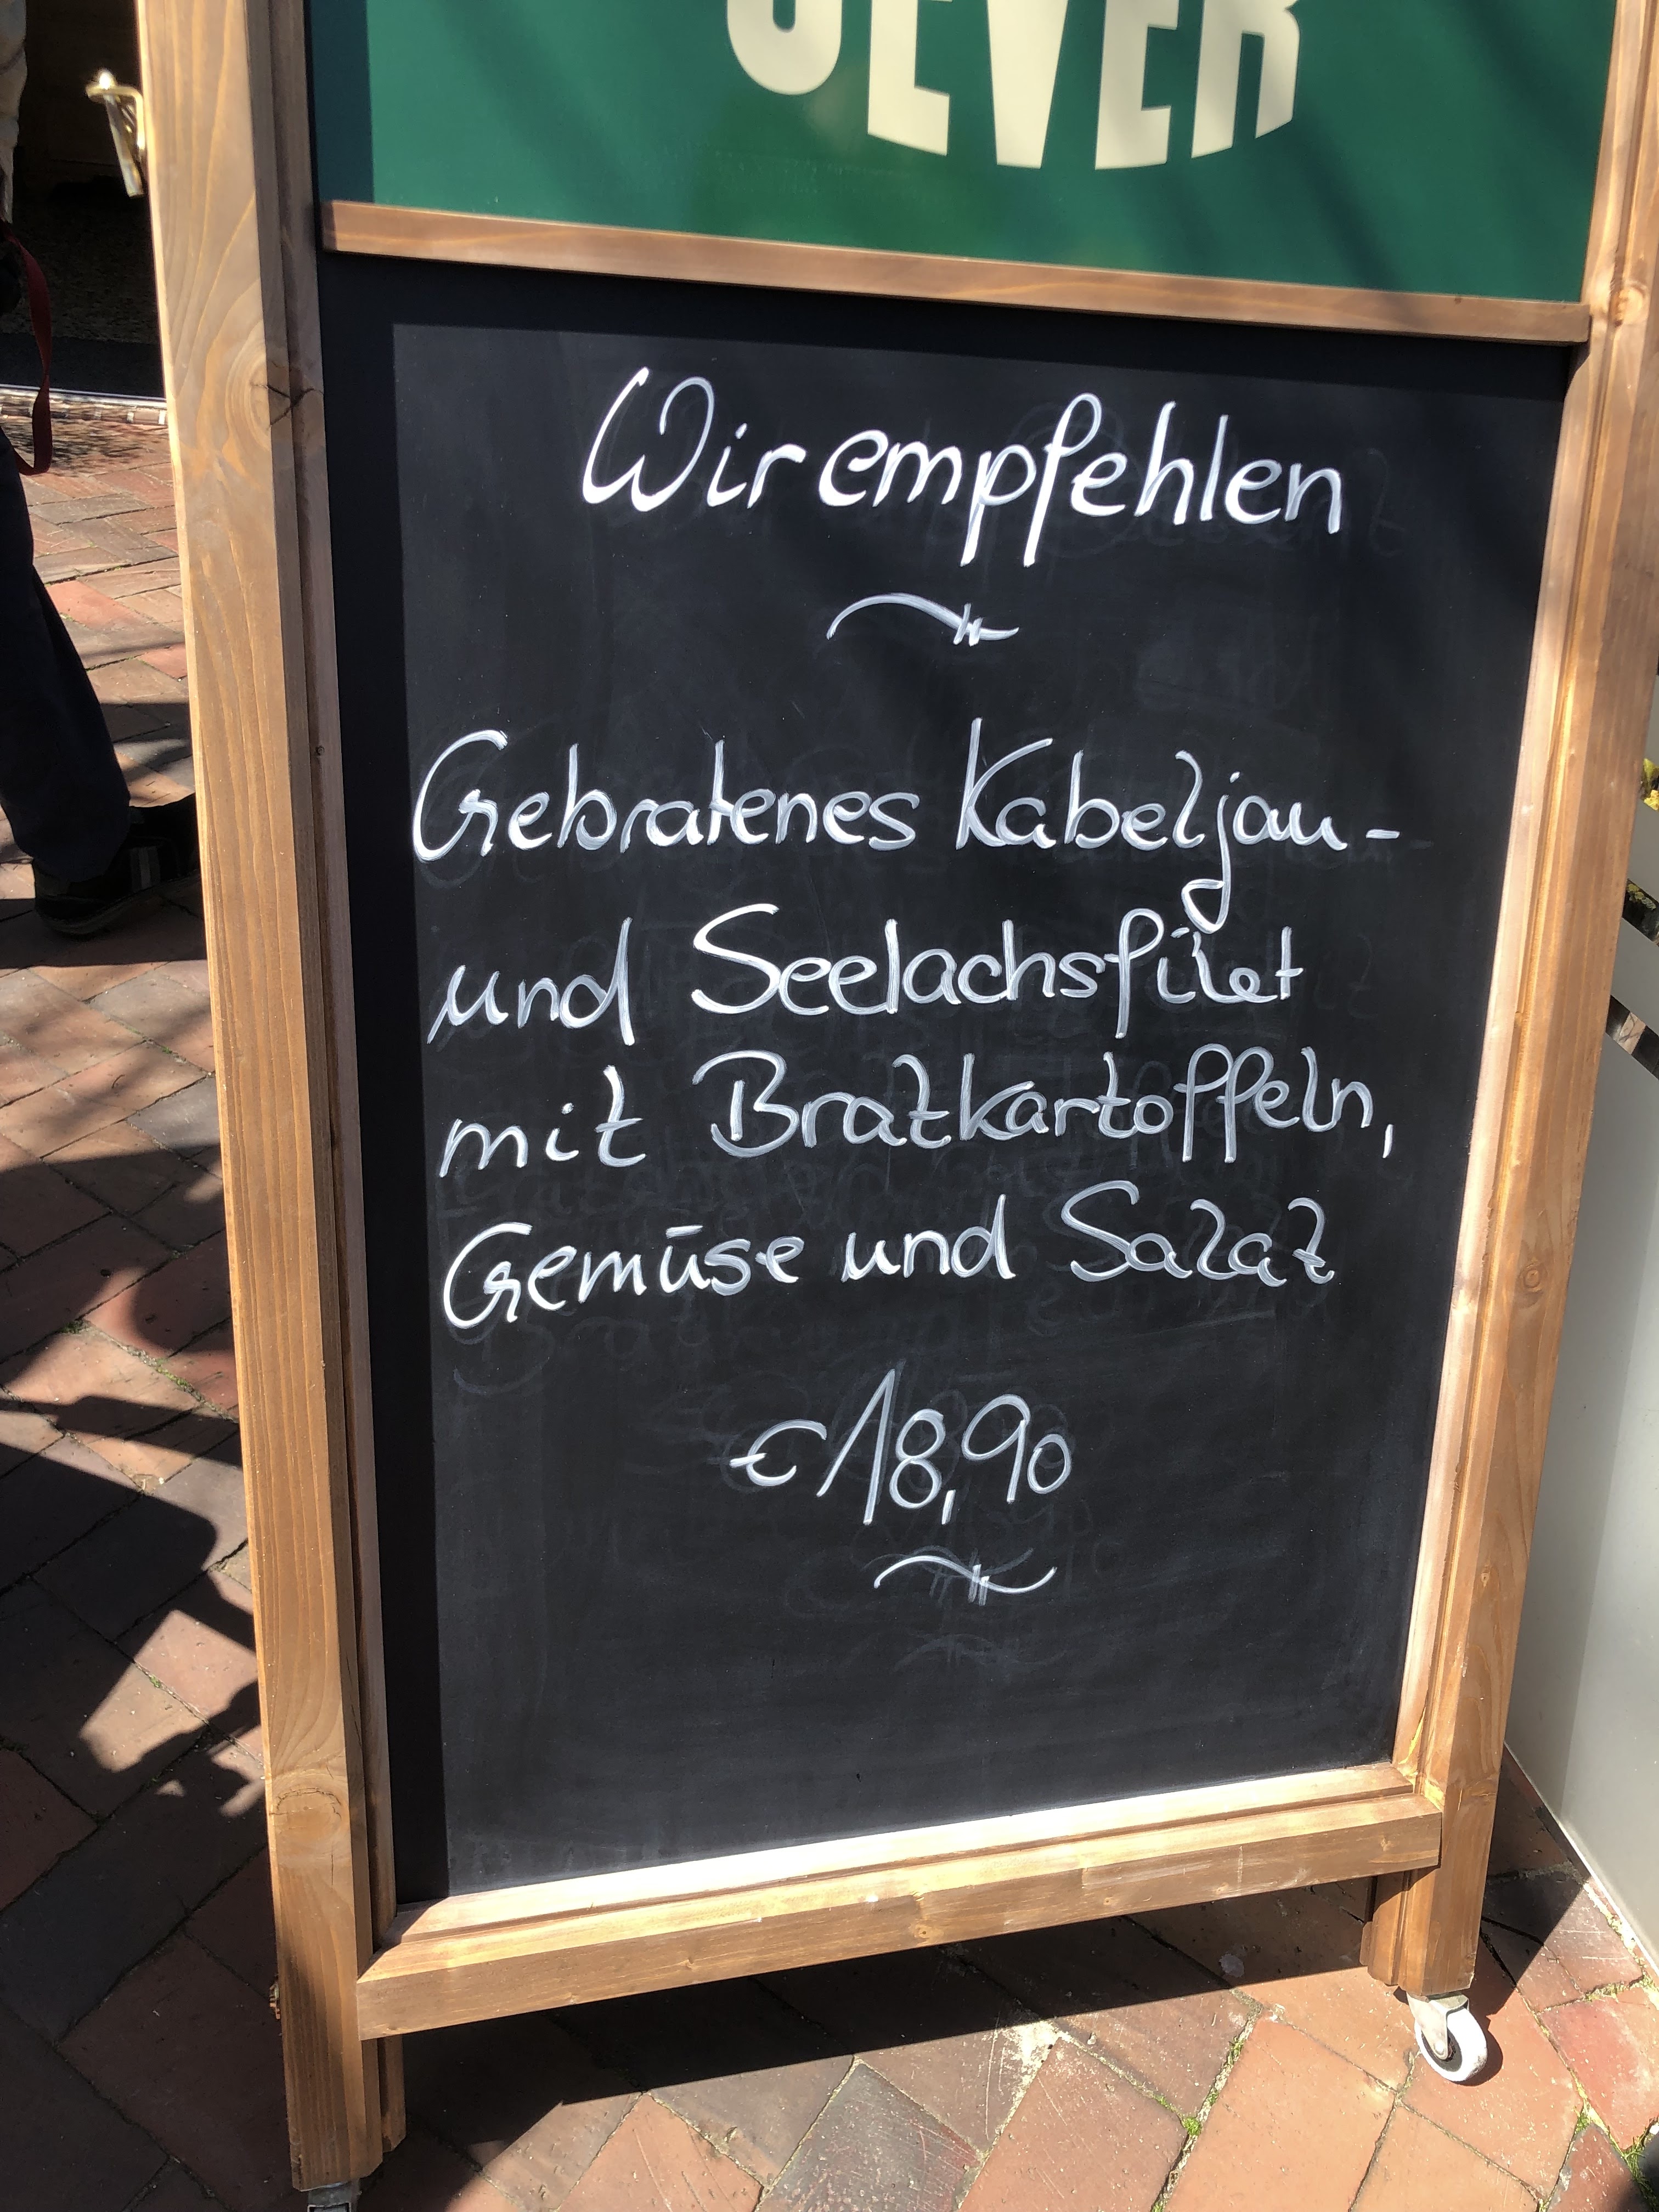 JEVER
Wir empfehlen
Gebratenes Kabeljau-
und Seelachsfilet
mit Bratkartoffeln,
Gemüse und Salat
€ 18,90